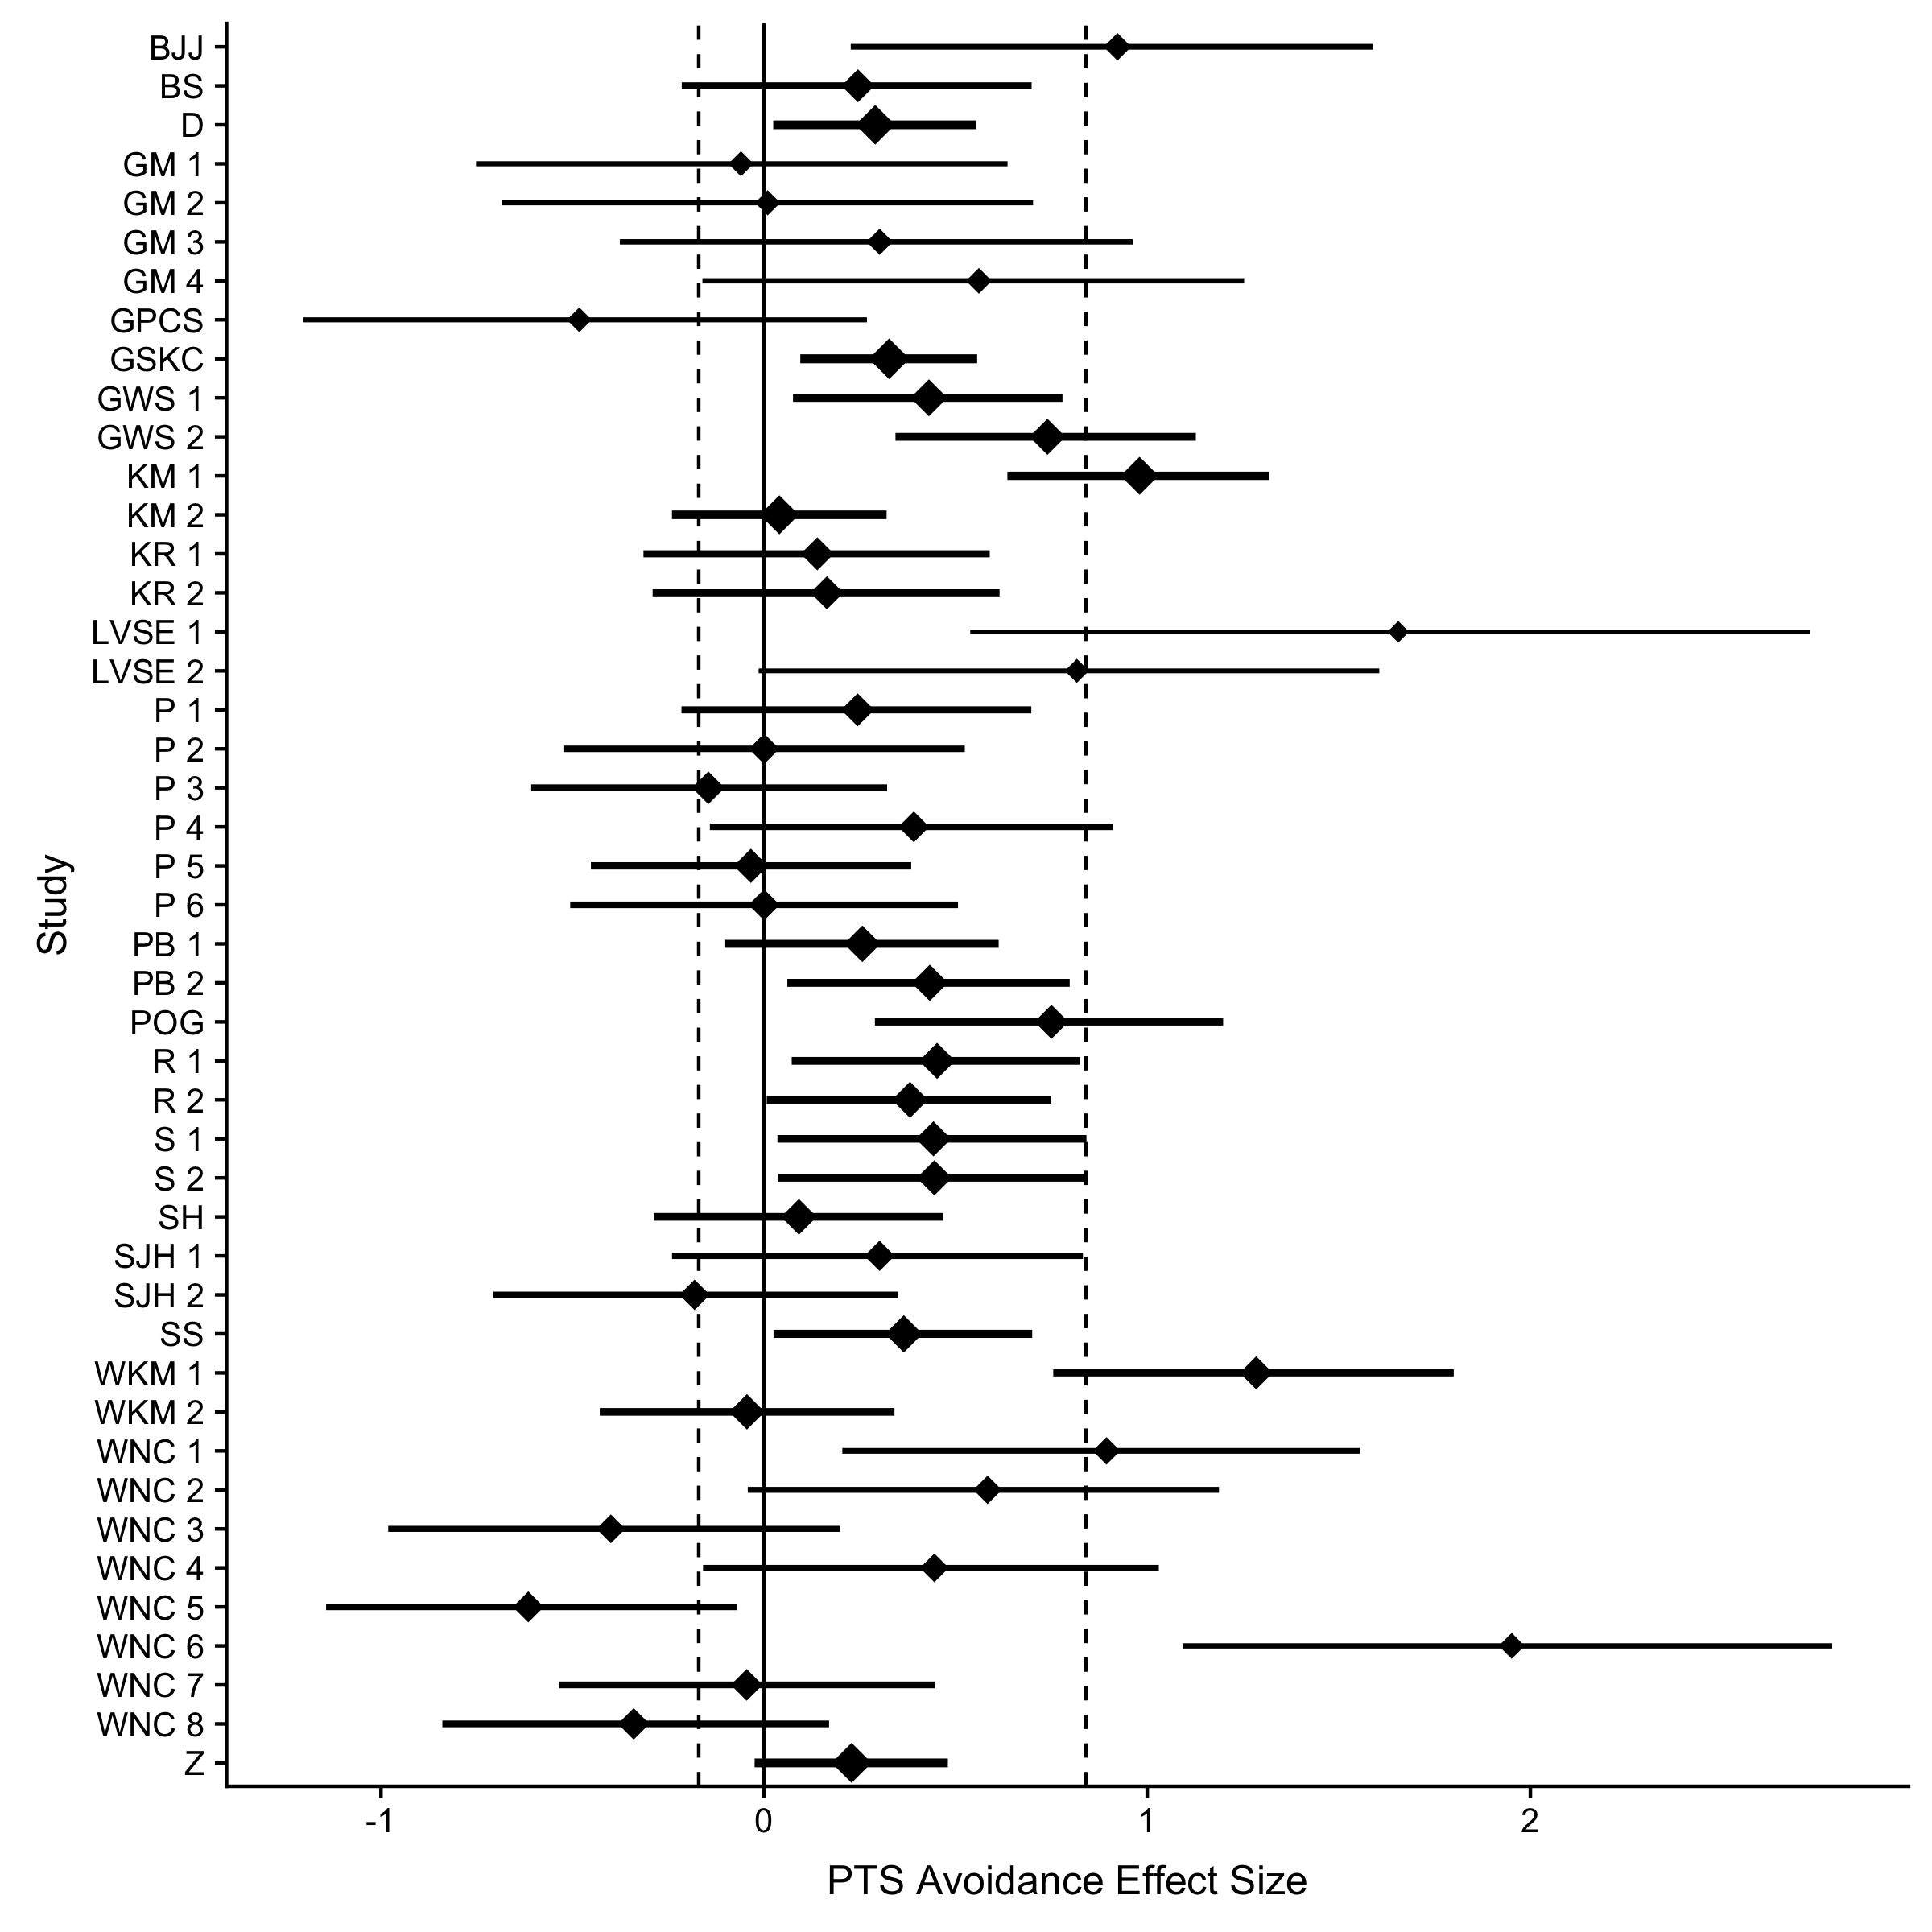 BJJ
BS
D
GM 1
GM 2
GM 3
GM 4
GPCS
GSKC
GWS 1
GWS 2
KM 1
KM 2
KR 1
KR 2
LVSE 1
LVSE 2
P 1
P 2
P 3
P 4
P 5
P 6
PB 1
PB 2
POG
R 1
R 2
S 1
S 2
SH
SJH 1
SJH 2
SS
WKM 1
WKM 2
WNC 1
WNC 2
WNC 3
WNC 4
WNC 5
WNC 6
WNC 7
WNC 8
Z
Study
-1 0 1 2
PTS Avoidance Effect Size